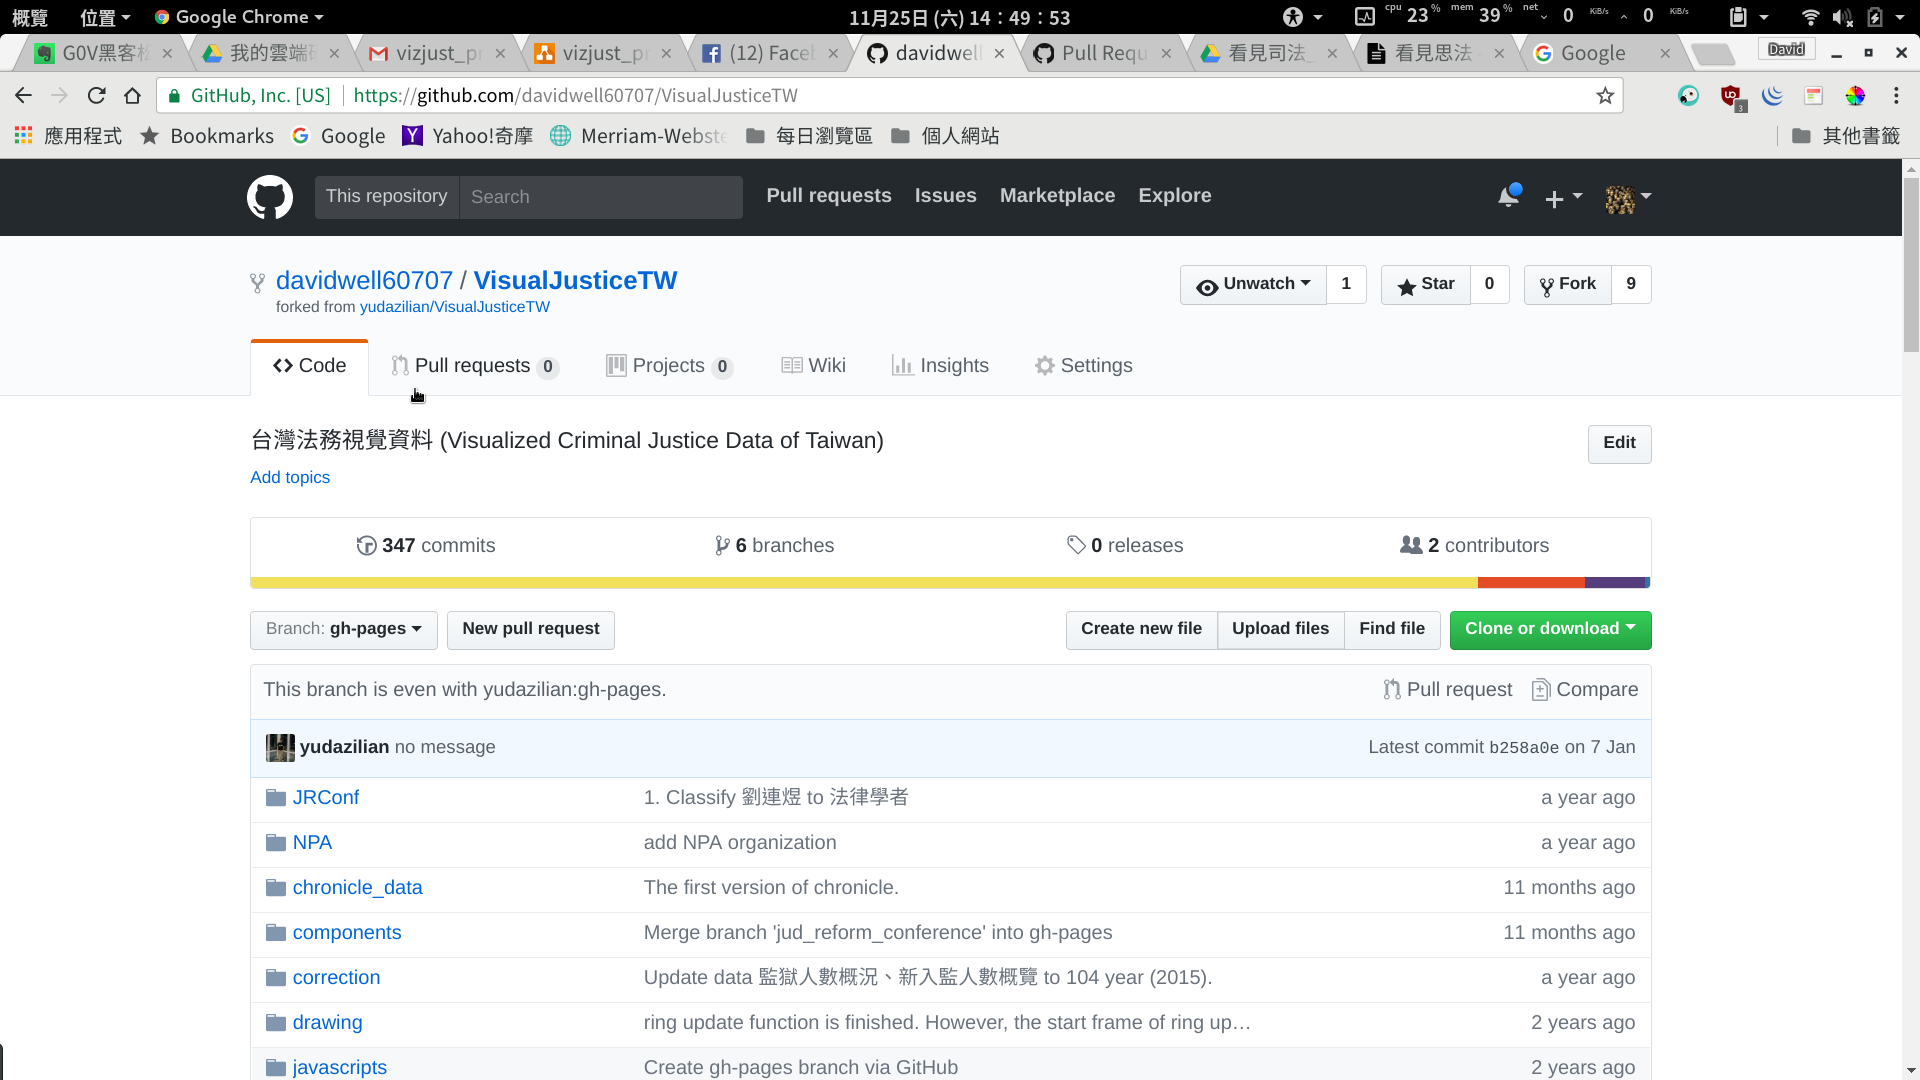 概覽 位置 Google Chrome 11月25日 (六) 14:49:53 cpu 23 % mem 39 % net 0 KiB/s 0 KiB/s
G0V黑客松 我的雲端硬 vizjust_pr vizjust_pr (12) Faceb davidwell Pull Requ 看見司法_ 看見思法 - Google David
GitHub, Inc. [US] https://github.com/davidwell60707/VisualJusticeTW 3
應用程式 Bookmarks Google Yahoo!奇摩 Merriam-Webste 每日瀏覽區 個人網站 其他書籤
This repository Search Pull requests Issues Marketplace Explore
davidwell60707 / VisualJusticeTW Unwatch 1 Star 0 Fork 9
forked from yudazilian/VisualJusticeTW
Code Pull requests 0 Projects 0 Wiki Insights Settings
台灣法務視覺資料 (Visualized Criminal Justice Data of Taiwan) Edit
Add topics
347 commits 6 branches 0 releases 2 contributors
Branch: gh-pages New pull request Create new file Upload files Find file Clone or download
This branch is even with yudazilian:gh-pages. Pull request Compare
yudazilian no message Latest commit b258a0e on 7 Jan
JRConf 1. Classify 劉連煜 to 法律學者 a year ago
NPA add NPA organization a year ago
chronicle_data The first version of chronicle. 11 months ago
components Merge branch 'jud_reform_conference' into gh-pages 11 months ago
correction Update data 監獄人數概況、新入監人數概覽 to 104 year (2015). a year ago
drawing ring update function is finished. However, the start frame of ring up… 2 years ago
javascripts Create gh-pages branch via GitHub 2 years ago